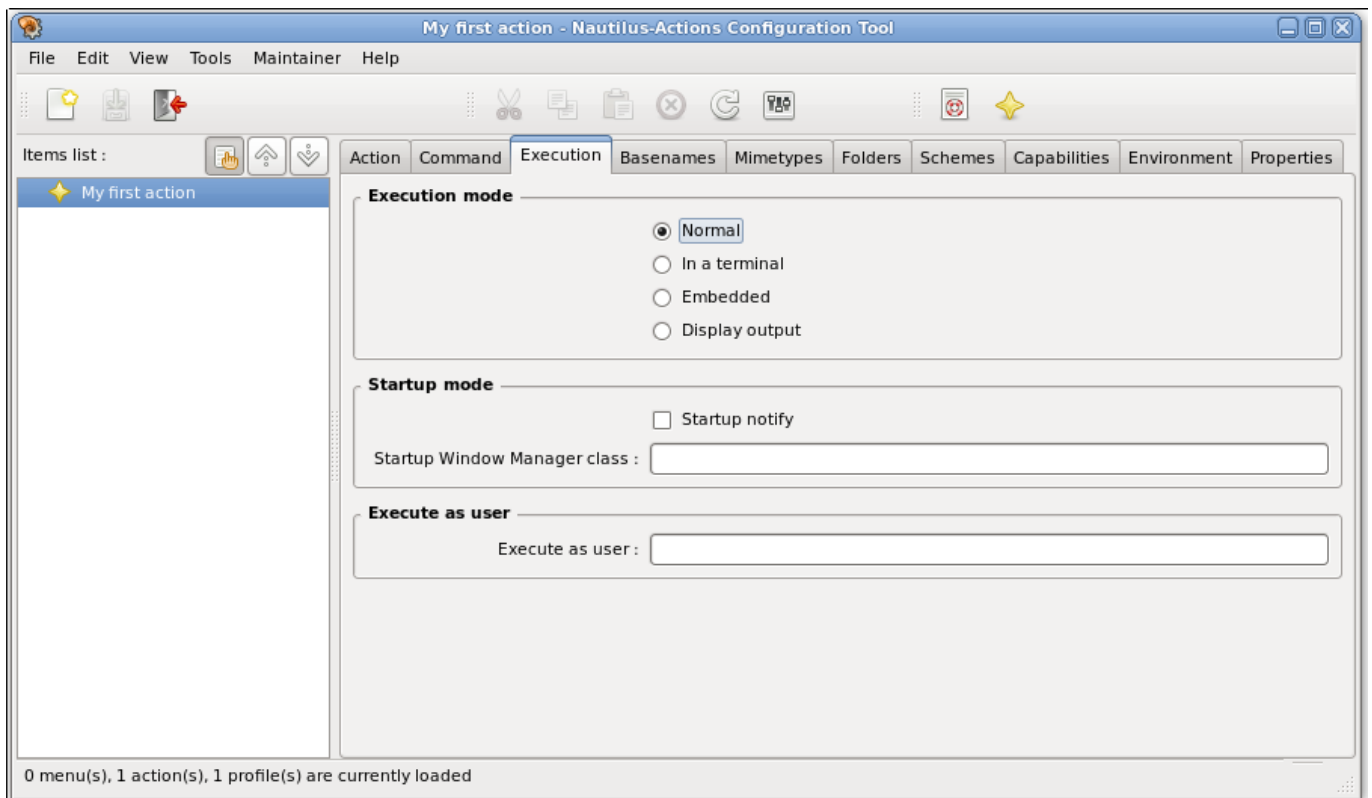 My first action - Nautilus-Actions Configuration Tool
File Edit View Tools Maintainer Help
Items list :
Action Command Execution Basenames Mimetypes Folders Schemes Capabilities Environment Properties
My first action
Execution mode
Normal
In a terminal
Embedded
Display output
Startup mode
Startup notify
Startup Window Manager class :
Execute as user
Execute as user :
0 menu(s), 1 action(s), 1 profile(s) are currently loaded